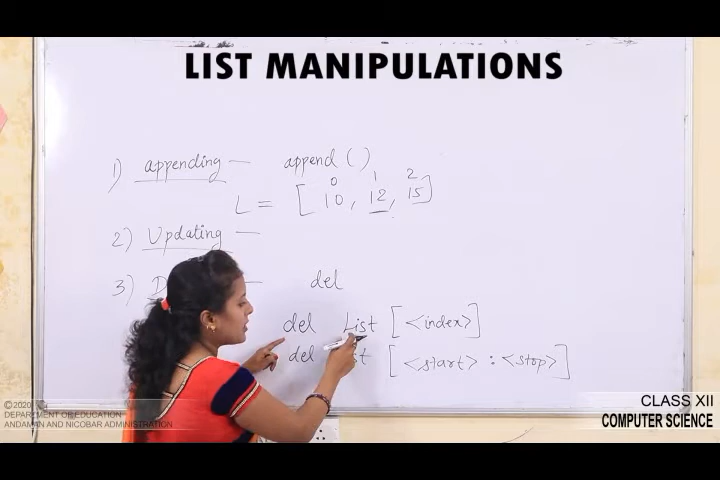 LIST MANIPULATIONS
1) appending — append ()
0 1 2
L = [ 10, 12, 15 ]
2) Updating —
3) D — del
del List [ <index> ]
del st [ <start> : <stop> ]
©2020
DEPARTMENT OF EDUCATION
ANDAMAN AND NICOBAR ADMINISTRATION
CLASS XII
COMPUTER SCIENCE